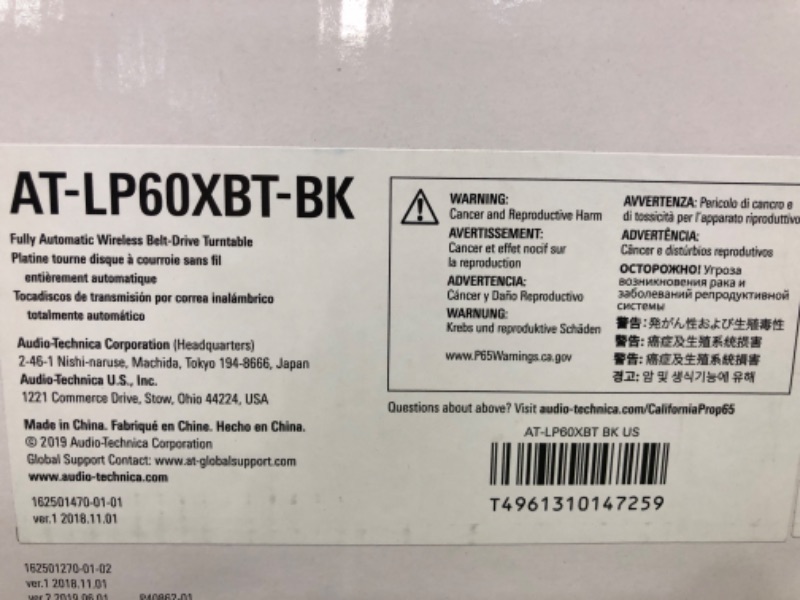 AT-LP60XBT-BK
Fully Automatic Wireless Belt-Drive Turntable
Platine tourne disque à courroie sans fil
entièrement automatique
Tocadiscos de transmisión por correa inalámbrico
totalmente automático
Audio-Technica Corporation (Headquarters)
2-46-1 Nishi-naruse, Machida, Tokyo 194-8666, Japan
Audio-Technica U.S., Inc.
1221 Commerce Drive, Stow, Ohio 44224, USA
Made in China. Fabriqué en Chine. Hecho en China.
© 2019 Audio-Technica Corporation
Global Support Contact: www.at-globalsupport.com
www.audio-technica.com
162501470-01-01
ver.1 2018.11.01
WARNING:
Cancer and Reproductive Harm
AVERTISSEMENT:
Cancer et effet nocif sur
la reproduction
ADVERTENCIA:
Cáncer y Daño Reproductivo
WARNUNG:
Krebs und reproduktive Schäden
www.P65Warnings.ca.gov
AVVERTENZA: Pericolo di cancro e
di tossicità per l'apparato riproduttivo
ADVERTÊNCIA:
Câncer e distúrbios reprodutivos
ОСТОРОЖНО! Угроза
возникновения рака и
заболеваний репродуктивной
системы
警告: 発がん性および生殖毒性
警告: 癌症及生殖系統損害
警告: 癌症及生殖系統損害
경고: 암 및 생식기능에 유해
Questions about above? Visit audio-technica.com/CaliforniaProp65
AT-LP60XBT BK US
T4961310147259
162501270-01-02
ver.1 2018.11.01
ver.2 2019.06.01 P40862-01